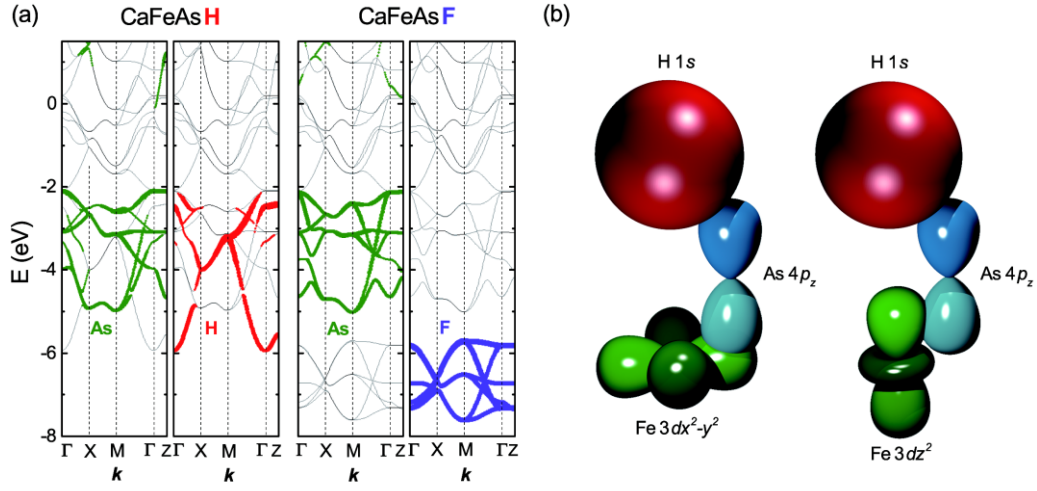 (a) CaFeAsH CaFeAsF (b)
H 1s H 1s
0
-2
-4
-6
-8
E (eV)
As H As F
Γ X M Γ Z Γ X M Γ Z Γ X M Γ Z Γ X M Γ Z
k k k k
As 4pz As 4pz
Fe 3dx²-y² Fe 3dz²